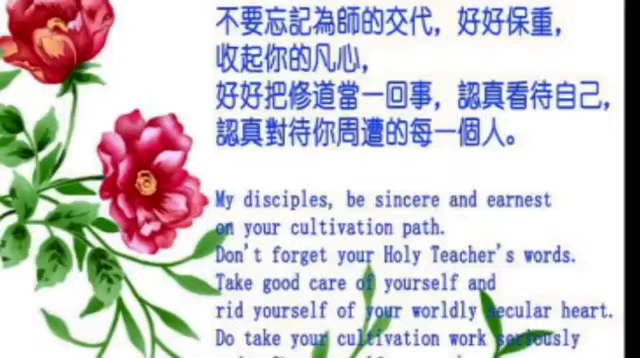 不要忘記為師的交代，好好保重，
收起你的凡心，
好好把修道當一回事，認真看待自己，
認真對待你周遭的每一個人。
My disciples, be sincere and earnest
on your cultivation path.
Don't forget your Holy Teacher's words.
Take good care of yourself and
rid yourself of your worldly secular heart.
Do take your cultivation work seriously